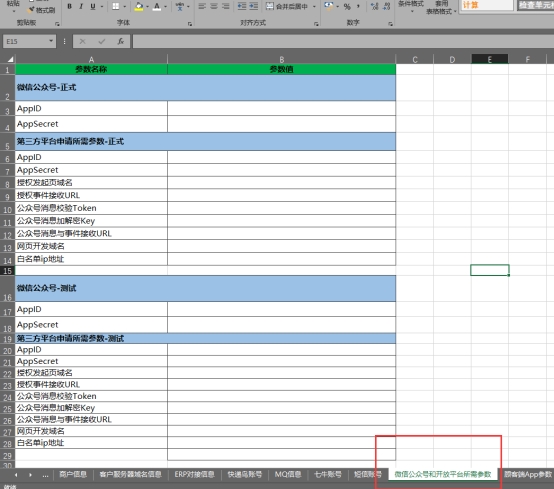 粘贴 格式刷 B I U 合并后居中 % 条件格式 套用表格格式 计算 检查单元格
剪贴板 字体 对齐方式 数字
E15 fx
A B C D E F
1 参数名称 参数值
2 微信公众号-正式
3 AppID
4 AppSecret
5 第三方平台申请所需参数-正式
6 AppID
7 AppSecret
8 授权发起页域名
9 授权事件接收URL
10 公众号消息校验Token
11 公众号消息加解密Key
12 公众号消息与事件接收URL
13 网页开发域名
14 白名单ip地址
15
16 微信公众号-测试
17 AppID
18 AppSecret
19 第三方平台申请所需参数-测试
20 AppID
21 AppSecret
22 授权发起页域名
23 授权事件接收URL
24 公众号消息校验Token
25 公众号消息加解密Key
26 公众号消息与事件接收URL
27 网页开发域名
28 白名单ip地址
29
30
... 商户信息 客户服务器域名信息 ERP对接信息 快递鸟账号 MQ信息 七牛账号 短信账号 微信公众号和开放平台所需参数 顾客端App参数
就绪